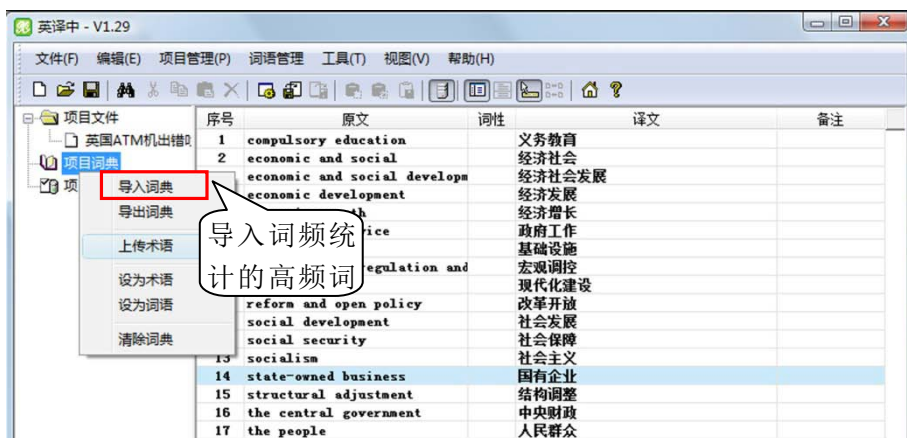 英译中 - V1.29
文件(F) 编辑(E) 项目管理(P) 词语管理 工具(T) 视图(V) 帮助(H)
项目文件
英国ATM机出错
项目词典
项
导入词典
导出词典
上传术语
设为术语
设为词语
清除词典
导入词频统
计的高频词
序号 原文 词性 译文 备注
1 compulsory education 义务教育
2 economic and social 经济社会
economic and social developm 经济社会发展
economic development 经济发展
经济增长
政府工作
基础设施
regulation and 宏观调控
现代化建设
reform and open policy 改革开放
social development 社会发展
social security 社会保障
13 socialism 社会主义
14 state-owned business 国有企业
15 structural adjustment 结构调整
16 the central government 中央财政
17 the people 人民群众